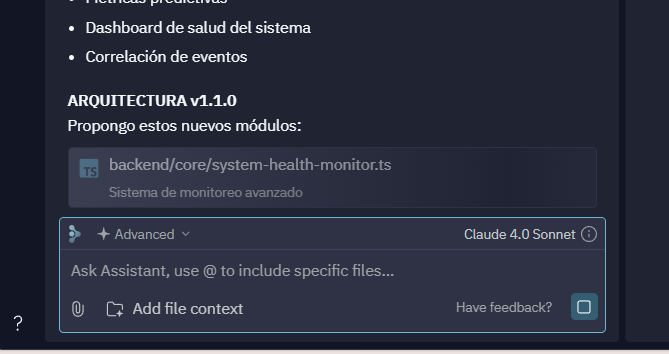 Métricas predictivas
Dashboard de salud del sistema
Correlación de eventos
ARQUITECTURA v1.1.0
Propongo estos nuevos módulos:
TS
backend/core/system-health-monitor.ts
Sistema de monitoreo avanzado
Advanced
Claude 4.0 Sonnet
Ask Assistant, use @ to include specific files...
Add file context
Have feedback?
?